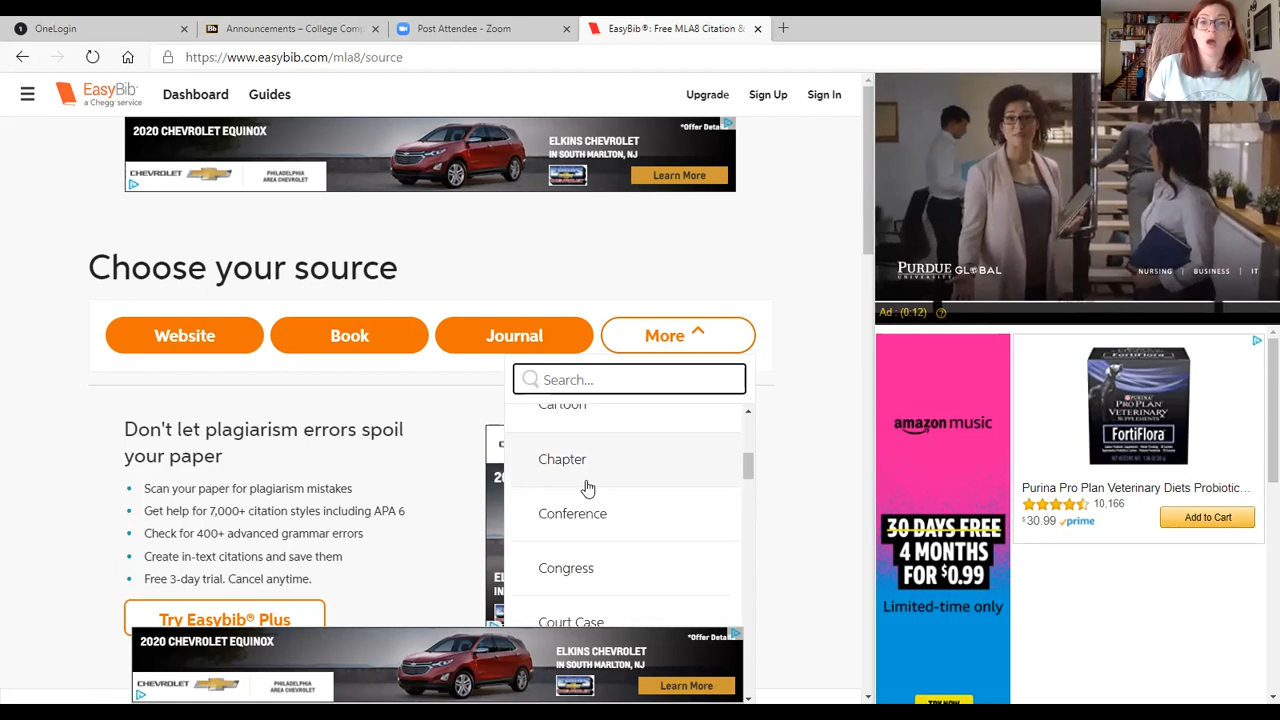 OneLogin
Announcements – College Comp
Post Attendee - Zoom
EasyBib®: Free MLA8 Citation &
https://www.easybib.com/mla8/source
EasyBib
a Chegg service
Dashboard
Guides
Upgrade
Sign Up
Sign In
2020 CHEVROLET EQUINOX
*Offer Deta
ELKINS CHEVROLET
IN SOUTH MARLTON, NJ
CHEVROLET
PHILADELPHIA
AREA CHEVROLET
Learn More
PURDUE
GLOBAL
NURSING | BUSINESS | IT
Ad : (0:12)
Choose your source
Website
Book
Journal
More
Search...
Cartoon
Chapter
Conference
Congress
Court Case
Don't let plagiarism errors spoil
your paper
• Scan your paper for plagiarism mistakes
• Get help for 7,000+ citation styles including APA 6
• Check for 400+ advanced grammar errors
• Create in-text citations and save them
• Free 3-day trial. Cancel anytime.
Try Easybib® Plus
2020 CHEVROLET EQUINOX
*Offer Deta
ELKINS CHEVROLET
IN SOUTH MARLTON, NJ
CHEVROLET
PHILADELPHIA
AREA CHEVROLET
Learn More
amazon music
30 DAYS FREE
4 MONTHS
FOR $0.99
Limited-time only
TRY NOW
PRO PLAN
VETERINARY
FortiFlora
Purina Pro Plan Veterinary Diets Probiotic...
10,166
$30.99 prime
Add to Cart